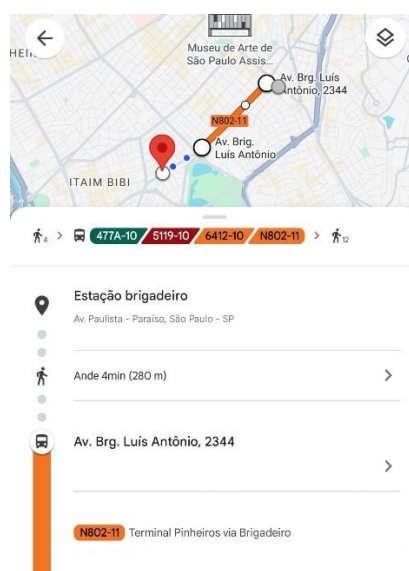 Museu de Arte de
São Paulo Assis...
Av. Brg. Luís
Antônio, 2344
N802-11
Av. Brig.
Luís Antônio
ITAIM BIBI
4 > 477A-10 / 5119-10 / 6412-10 / N802-11 > 12
Estação brigadeiro
Av. Paulista - Paraíso, São Paulo - SP
Ande 4min (280 m)
Av. Brg. Luís Antônio, 2344
N802-11 Terminal Pinheiros via Brigadeiro